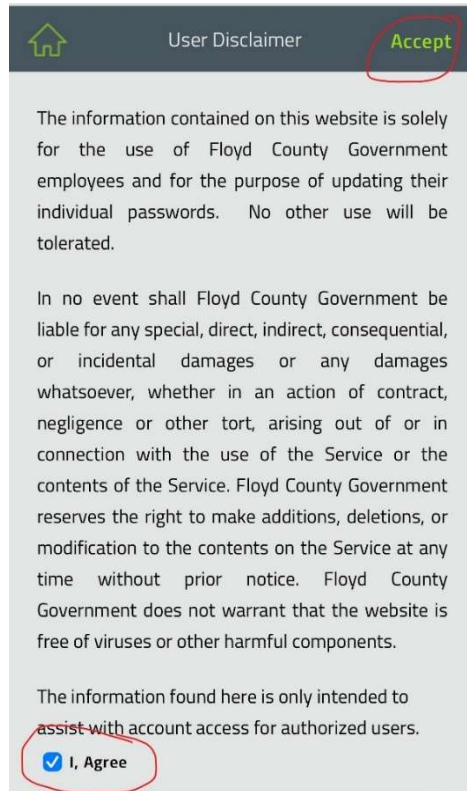 User Disclaimer Accept
The information contained on this website is solely
for the use of Floyd County Government
employees and for the purpose of updating their
individual passwords. No other use will be
tolerated.
In no event shall Floyd County Government be
liable for any special, direct, indirect, consequential,
or incidental damages or any damages
whatsoever, whether in an action of contract,
negligence or other tort, arising out of or in
connection with the use of the Service or the
contents of the Service. Floyd County Government
reserves the right to make additions, deletions, or
modification to the contents on the Service at any
time without prior notice. Floyd County
Government does not warrant that the website is
free of viruses or other harmful components.
The information found here is only intended to
assist with account access for authorized users.
I, Agree